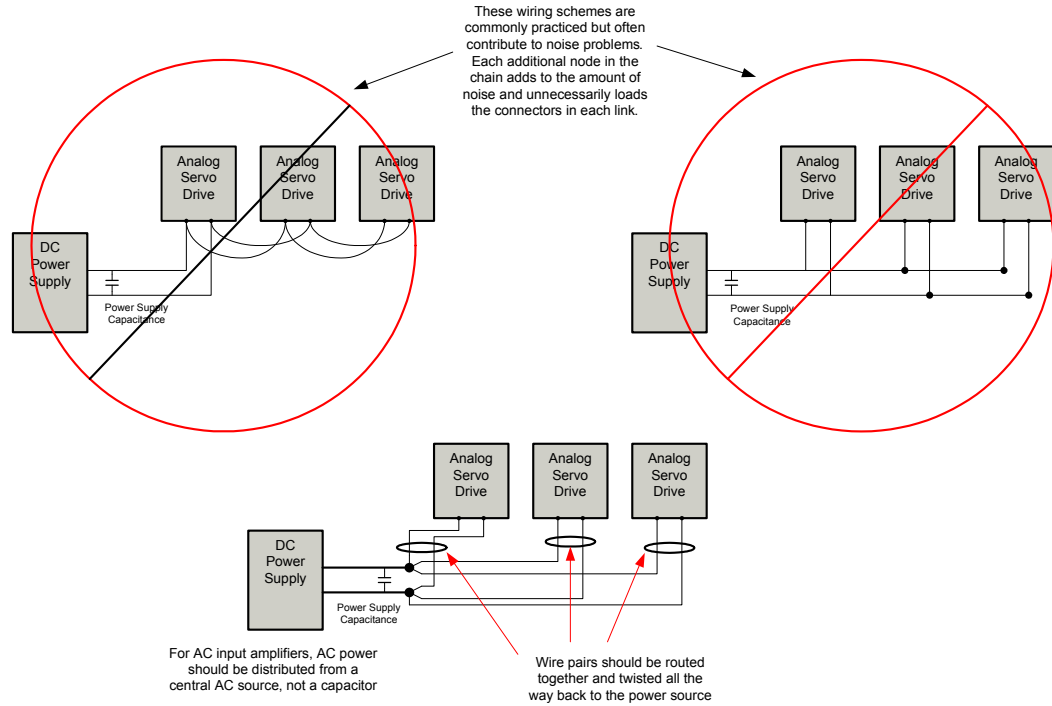 These wiring schemes are
commonly practiced but often
contribute to noise problems.
Each additional node in the
chain adds to the amount of
noise and unnecessarily loads
the connectors in each link.
Analog
Servo
Drive
Analog
Servo
Drive
Analog
Servo
Drive
DC
Power
Supply
Power Supply
Capacitance
Analog
Servo
Drive
Analog
Servo
Drive
Analog
Servo
Drive
DC
Power
Supply
Power Supply
Capacitance
Analog
Servo
Drive
Analog
Servo
Drive
Analog
Servo
Drive
DC
Power
Supply
Power Supply
Capacitance
For AC input amplifiers, AC power
should be distributed from a
central AC source, not a capacitor
Wire pairs should be routed
together and twisted all the
way back to the power source